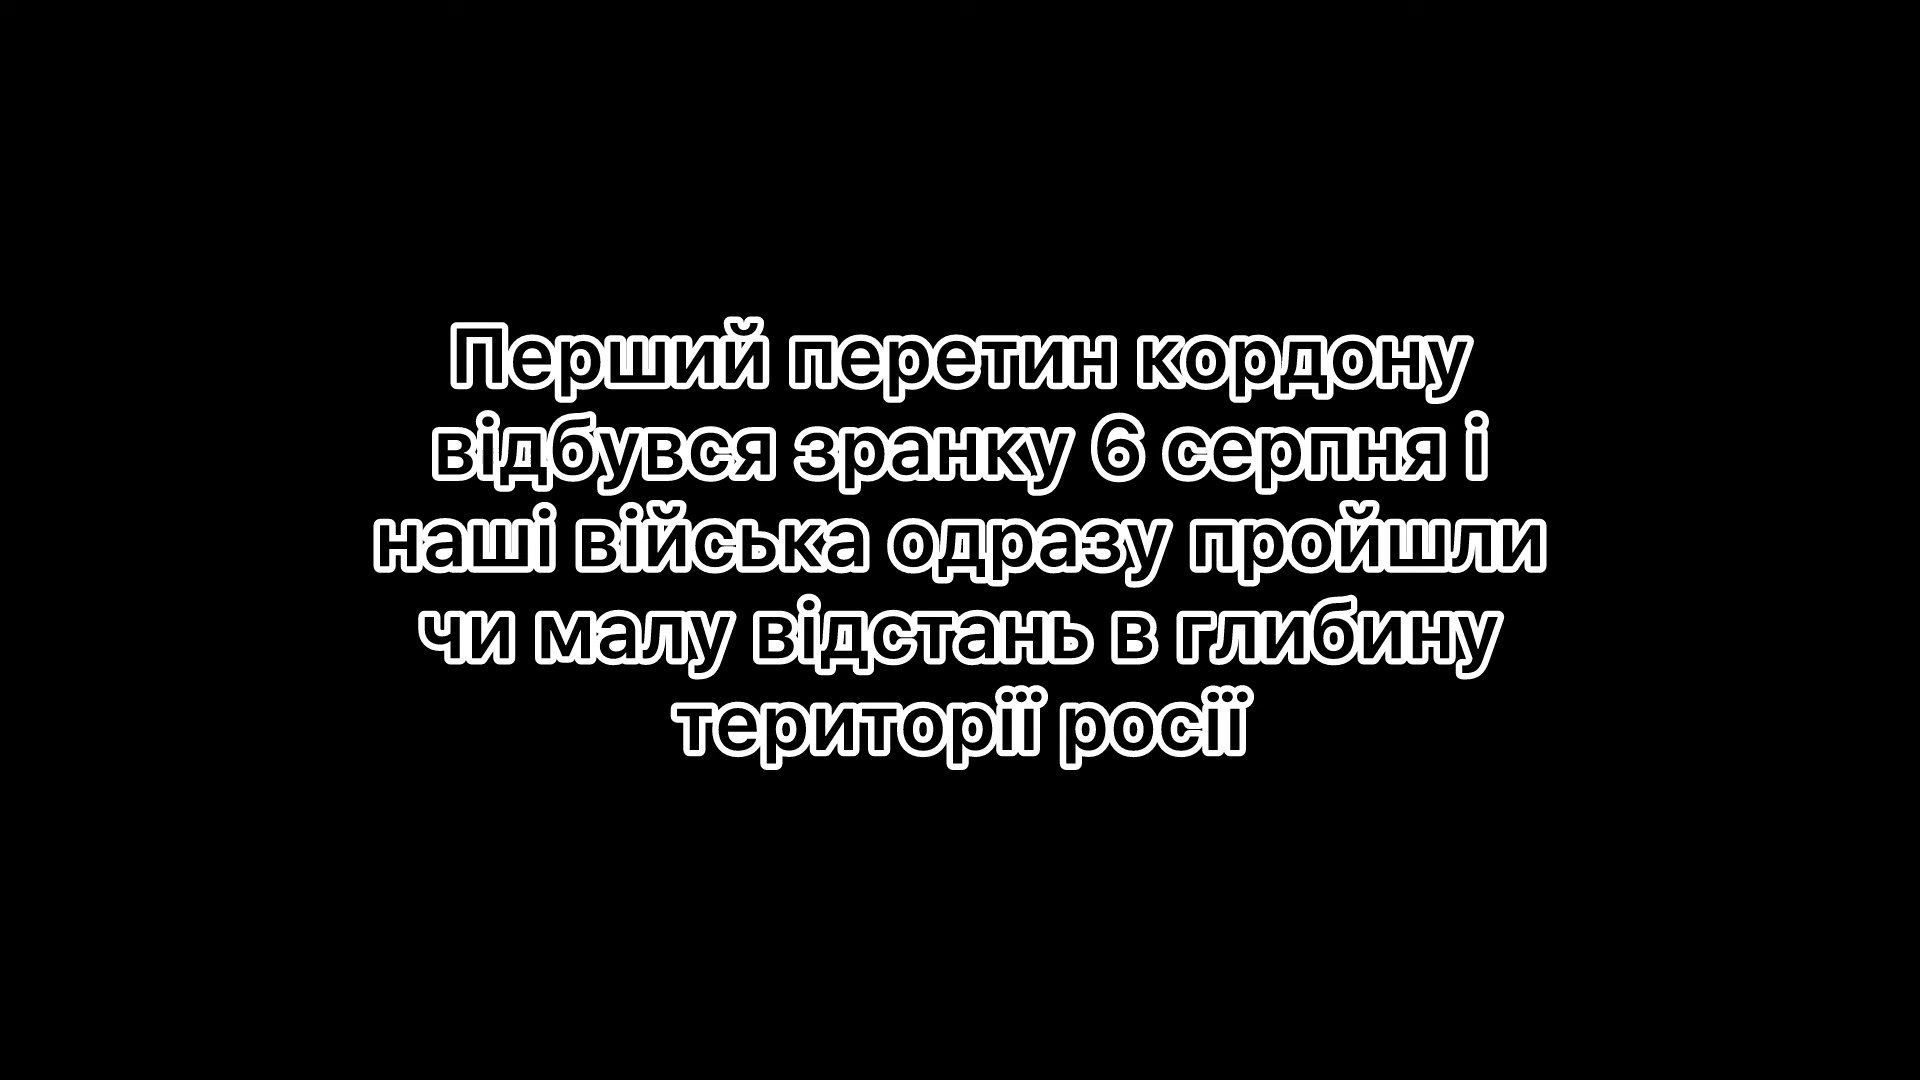 Перший перетин кордону
відбувся зранку 6 серпня і
наші війська одразу пройшли
чи малу відстань в глибину
території росії